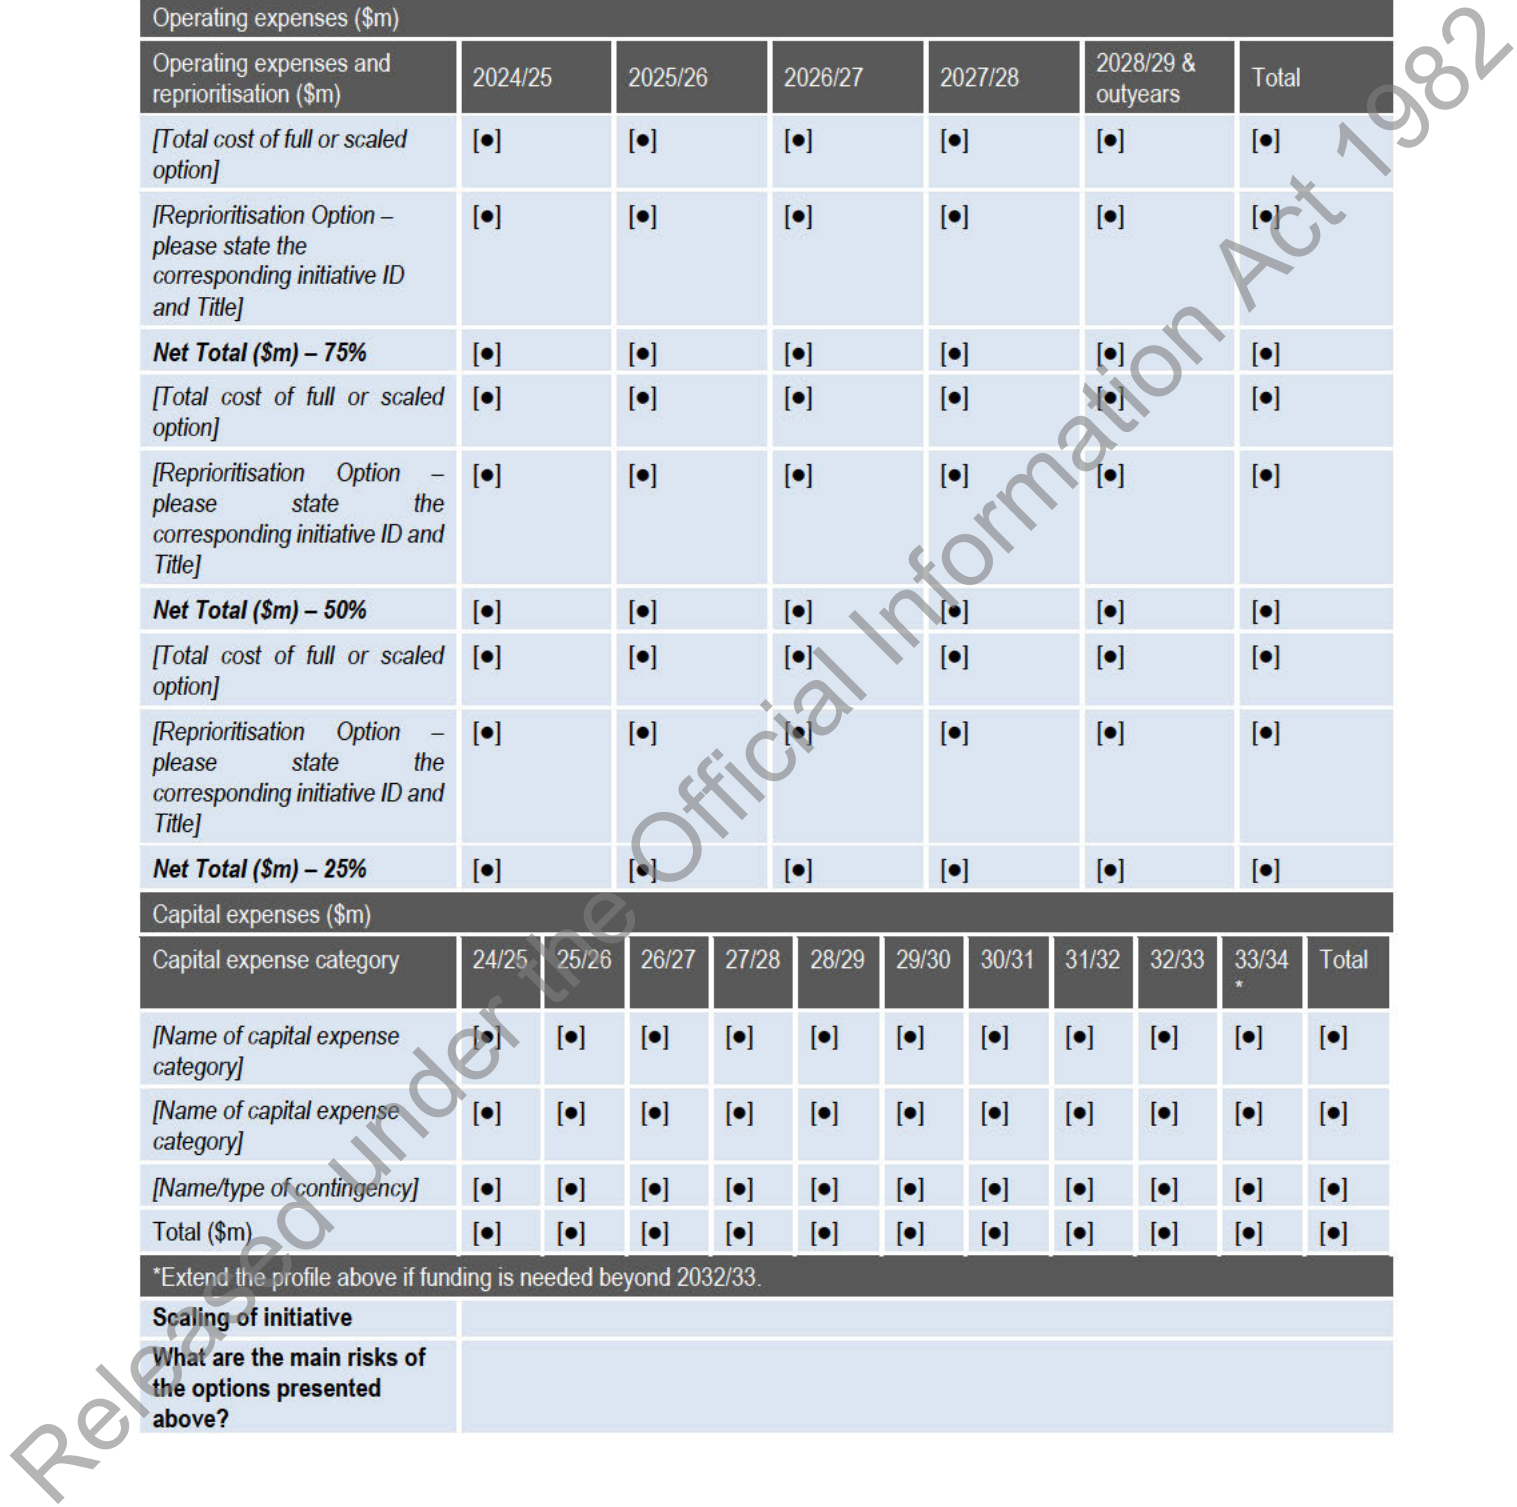 Operating expenses ($m)
Operating expenses and
reprioritisation ($m)
2024/25
2025/26
2026/27
2027/28
2028/29 &
outyears
Total
[Total cost of full or scaled
option]
[●] [●] [●] [●] [●] [●]
[Reprioritisation Option –
please state the
corresponding initiative ID
and Title]
[●] [●] [●] [●] [●] [●]
Net Total ($m) – 75% [●] [●] [●] [●] [●] [●]
[Total cost of full or scaled
option]
[●] [●] [●] [●] [●] [●]
[Reprioritisation Option –
please state the
corresponding initiative ID and
Title]
[●] [●] [●] [●] [●] [●]
Net Total ($m) – 50% [●] [●] [●] [●] [●] [●]
[Total cost of full or scaled
option]
[●] [●] [●] [●] [●] [●]
[Reprioritisation Option –
please state the
corresponding initiative ID and
Title]
[●] [●] [●] [●] [●] [●]
Net Total ($m) – 25% [●] [●] [●] [●] [●] [●]
Capital expenses ($m)
Capital expense category 24/25 25/26 26/27 27/28 28/29 29/30 30/31 31/32 32/33 33/34 Total
*
[Name of capital expense
category]
[●] [●] [●] [●] [●] [●] [●] [●] [●] [●] [●]
[Name of capital expense
category]
[●] [●] [●] [●] [●] [●] [●] [●] [●] [●] [●]
[Name/type of contingency] [●] [●] [●] [●] [●] [●] [●] [●] [●] [●] [●]
Total ($m) [●] [●] [●] [●] [●] [●] [●] [●] [●] [●] [●]
*Extend the profile above if funding is needed beyond 2032/33.
Scaling of initiative
What are the main risks of
the options presented
above?
Released under the Official Information Act 1982